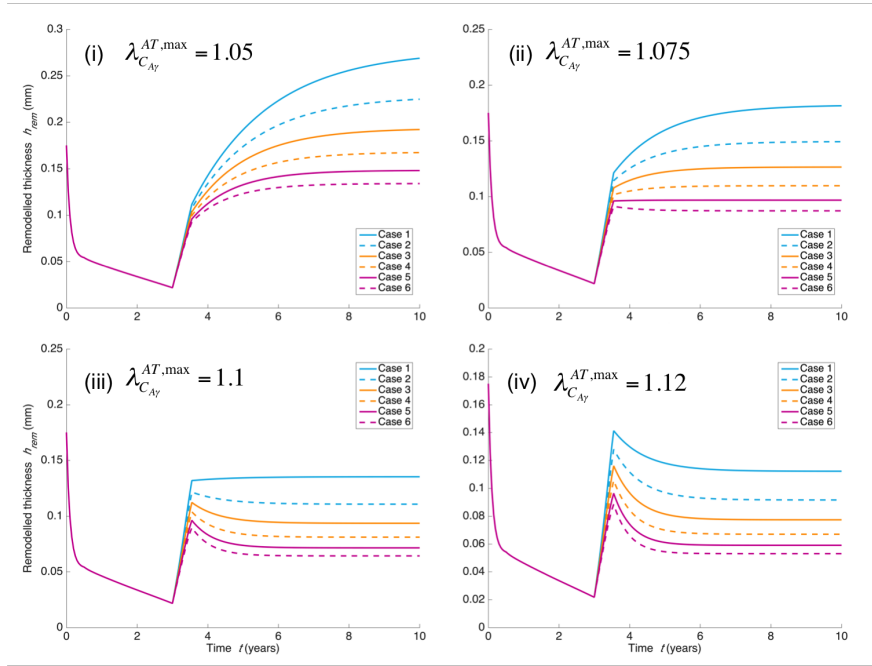 (i) λ_{C_{Aγ}}^{AT,max} = 1.05
Remodelled thickness h_{rem} (mm)
0.3
0.25
0.2
0.15
0.1
0.05
0
0 2 4 6 8 10
Case 1
Case 2
Case 3
Case 4
Case 5
Case 6
(ii) λ_{C_{Aγ}}^{AT,max} = 1.075
0.25
0.2
0.15
0.1
0.05
0
0 2 4 6 8 10
Case 1
Case 2
Case 3
Case 4
Case 5
Case 6
(iii) λ_{C_{Aγ}}^{AT,max} = 1.1
Remodelled thickness h_{rem} (mm)
0.25
0.2
0.15
0.1
0.05
0
0 2 4 6 8 10
Time t (years)
Case 1
Case 2
Case 3
Case 4
Case 5
Case 6
(iv) λ_{C_{Aγ}}^{AT,max} = 1.12
0.2
0.18
0.16
0.14
0.12
0.1
0.08
0.06
0.04
0.02
0
0 2 4 6 8 10
Time t (years)
Case 1
Case 2
Case 3
Case 4
Case 5
Case 6